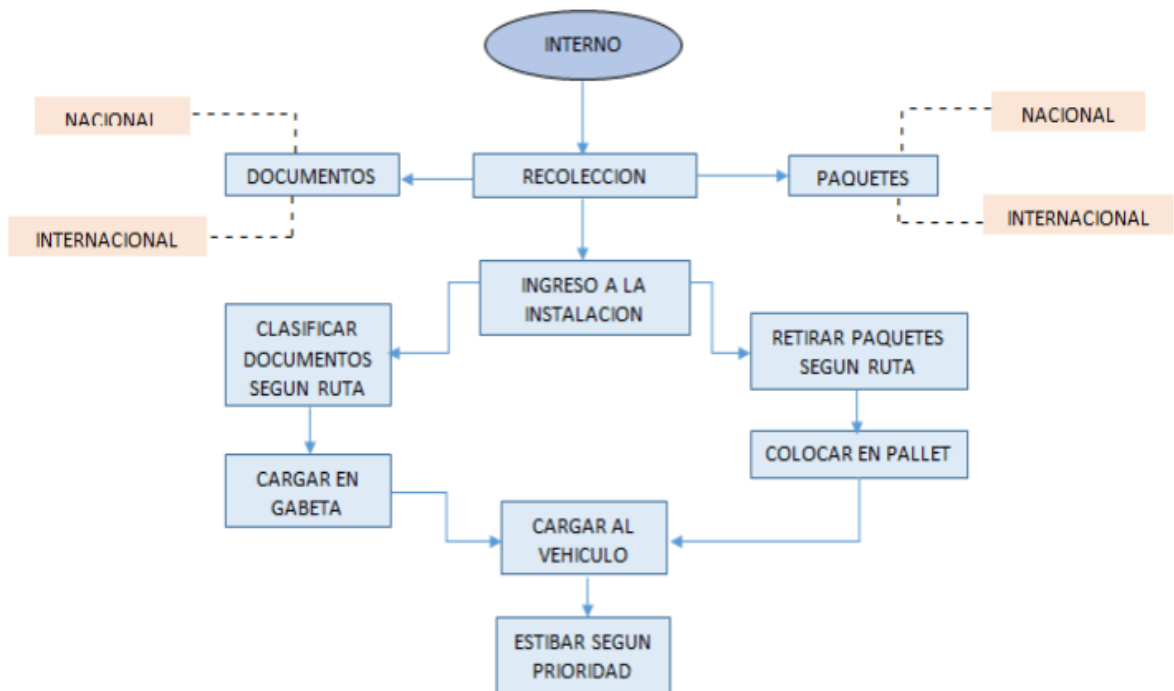 INTERNO
NACIONAL
NACIONAL
DOCUMENTOS
RECOLECCION
PAQUETES
INTERNACIONAL
INTERNACIONAL
INGRESO A LA
INSTALACION
CLASIFICAR
DOCUMENTOS
SEGUN RUTA
RETIRAR PAQUETES
SEGUN RUTA
CARGAR EN
GABETA
COLOCAR EN PALLET
CARGAR AL
VEHICULO
ESTIBAR SEGUN
PRIORIDAD